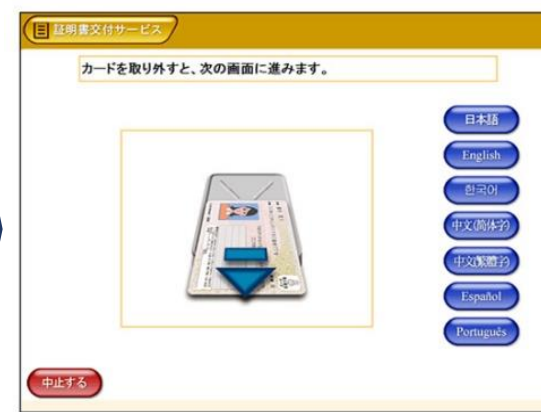 証明書交付サービス
カードを取り外すと、次の画面に進みます。
日本語
English
한국어
中文(简体字)
中文(繁體字)
Español
Português
中止する